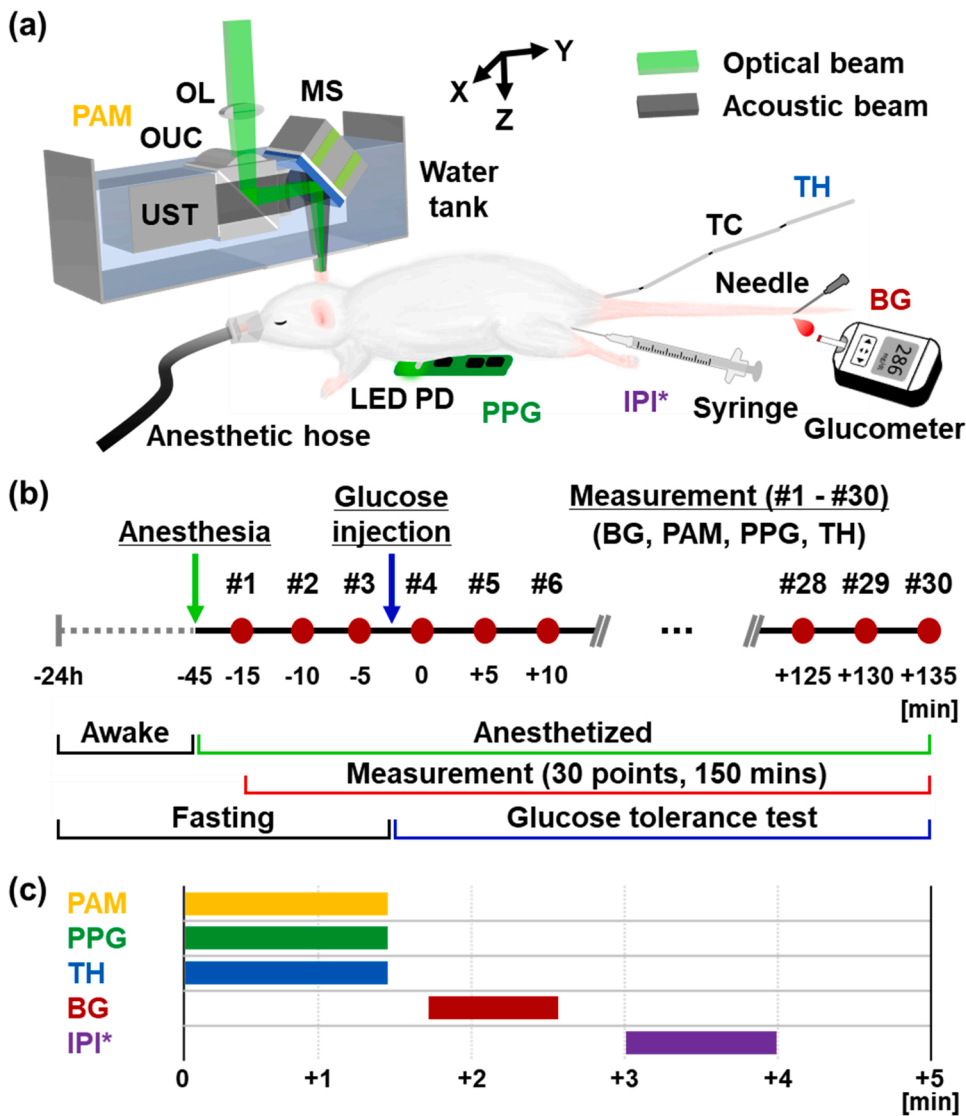 (a)
OL
MS
PAM
OUC
UST
X
Y
Z
Optical beam
Acoustic beam
Water
tank
TH
TC
Needle
BG
286
mg/dL
LED PD
PPG
IPI*
Syringe
Glucometer
Anesthetic hose
(b)
Anesthesia
Glucose
injection
Measurement (#1 - #30)
(BG, PAM, PPG, TH)
#1 #2 #3 #4 #5 #6 ... #28 #29 #30
-24h -45 -15 -10 -5 0 +5 +10 +125 +130 +135
[min]
Awake Anesthetized
Measurement (30 points, 150 mins)
Fasting Glucose tolerance test
(c)
PAM
PPG
TH
BG
IPI*
0 +1 +2 +3 +4 +5
[min]